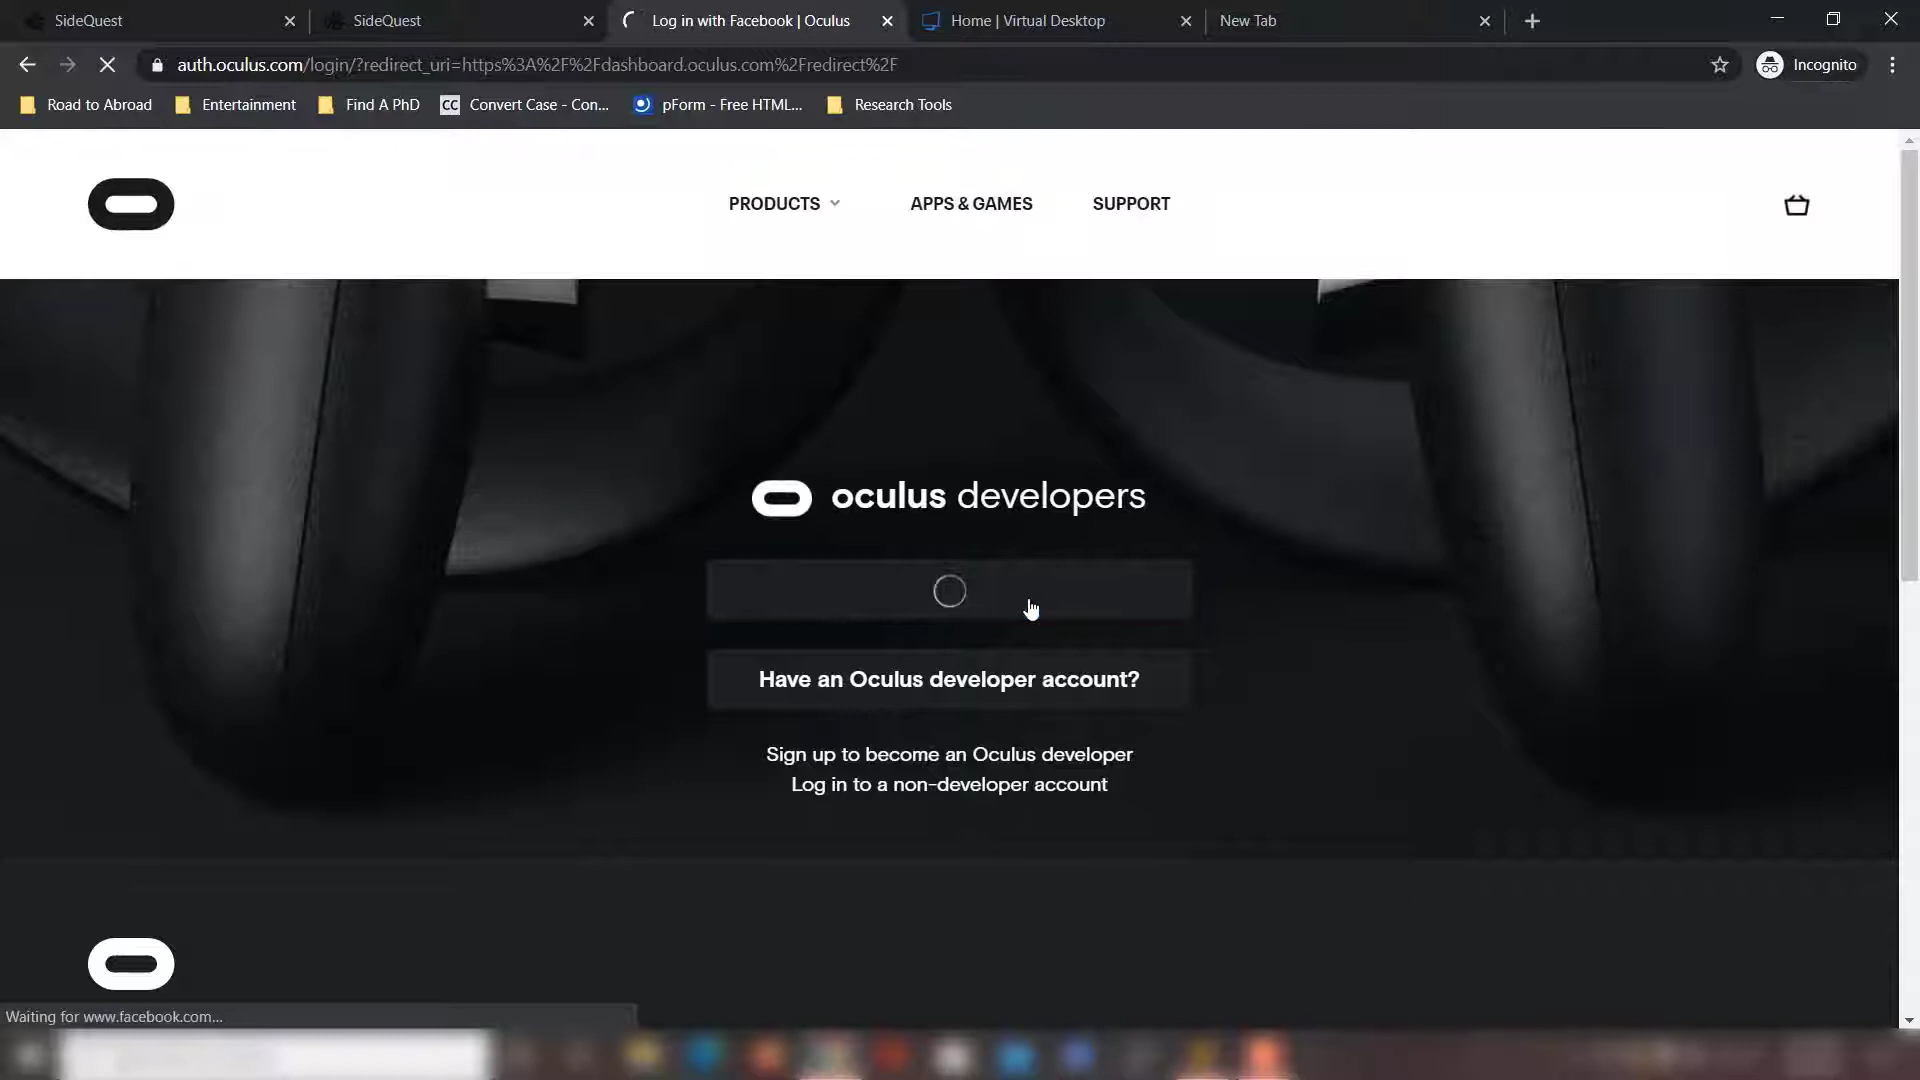 SideQuest
SideQuest
Log in with Facebook | Oculus
Home | Virtual Desktop
New Tab
auth.oculus.com/login/?redirect_uri=https%3A%2F%2Fdashboard.oculus.com%2Fredirect%2F
Incognito
Road to Abroad
Entertainment
Find A PhD
CC Convert Case - Con...
pForm - Free HTML...
Research Tools
PRODUCTS
APPS & GAMES
SUPPORT
oculus developers
Have an Oculus developer account?
Sign up to become an Oculus developer
Log in to a non-developer account
Waiting for www.facebook.com...